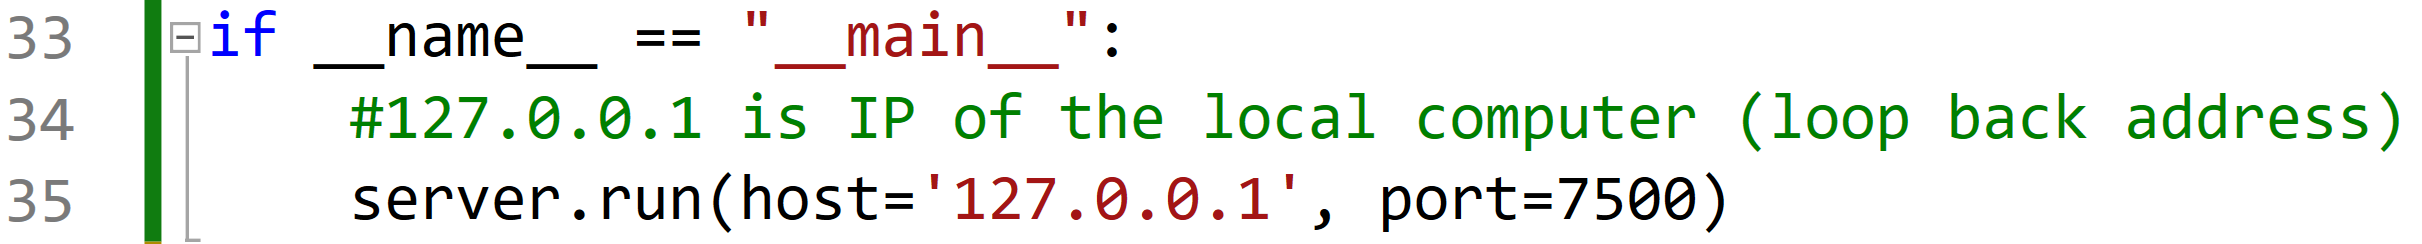 33 if __name__ == "__main__":
34 #127.0.0.1 is IP of the local computer (loop back address)
35 server.run(host='127.0.0.1', port=7500)